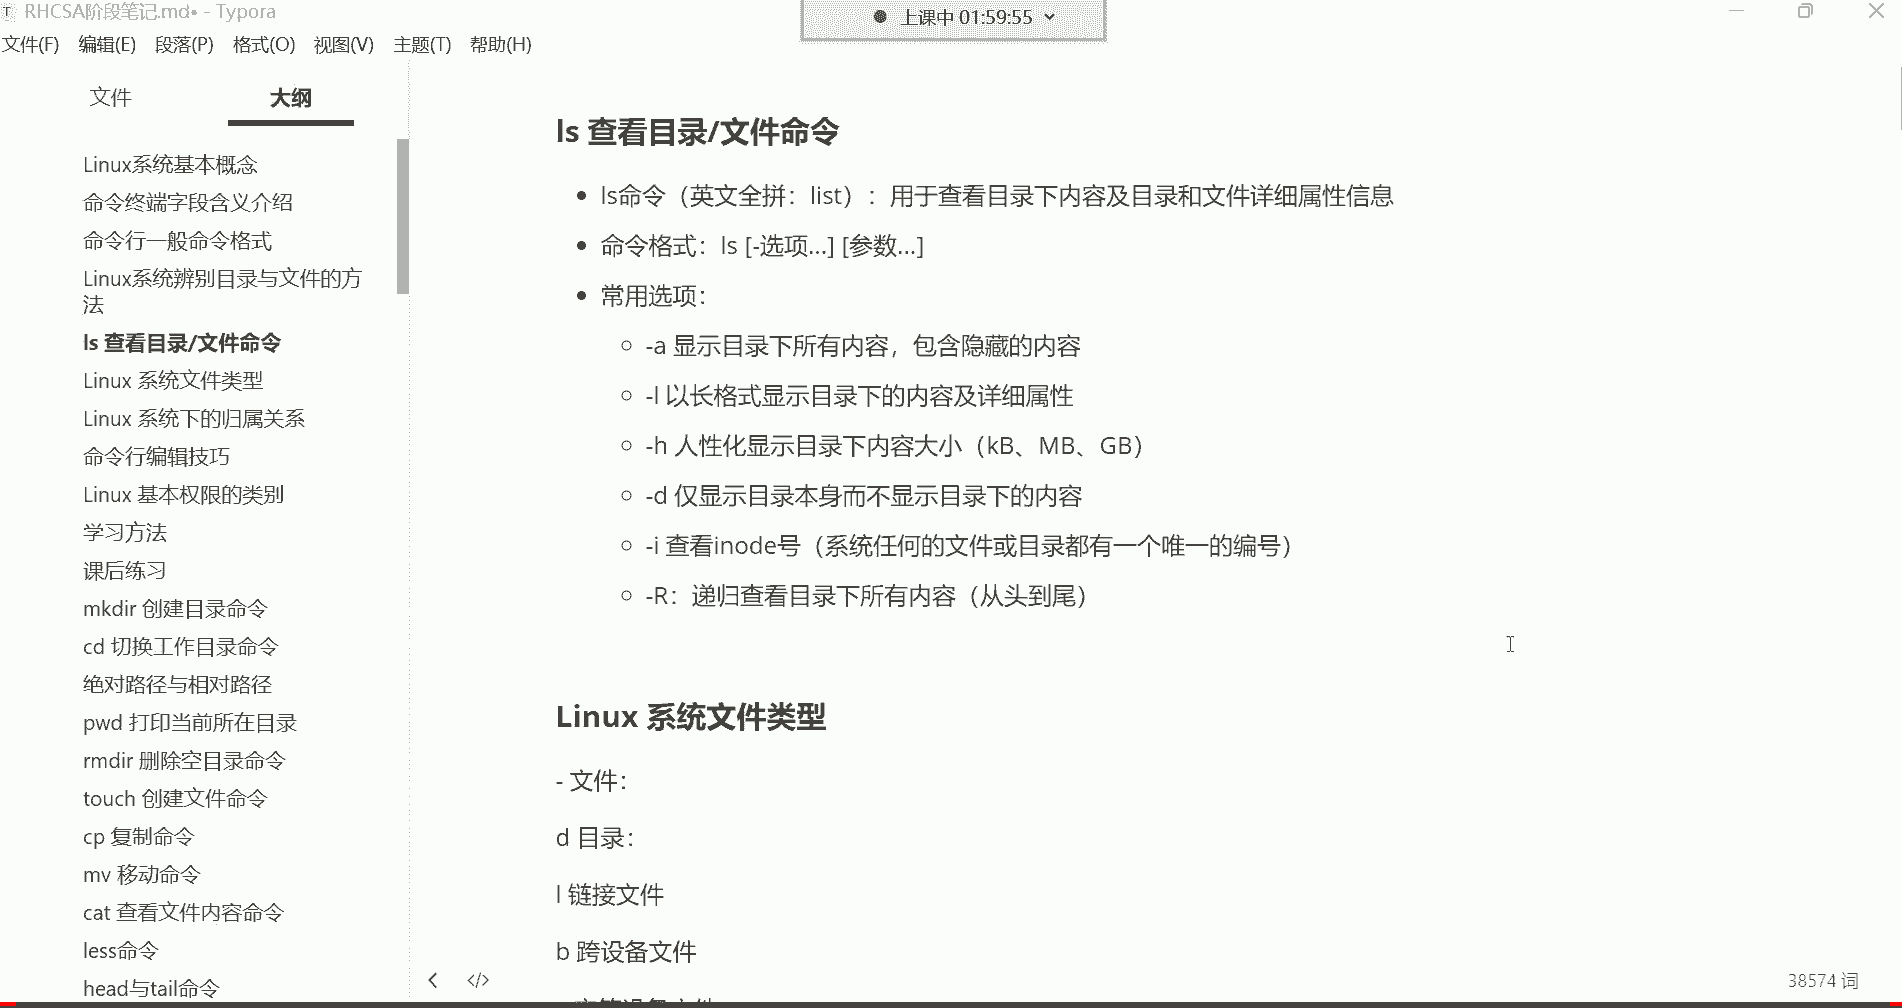 RHCSA阶段笔记.md• - Typora
上课中 01:59:55
文件(F) 编辑(E) 段落(P) 格式(O) 视图(V) 主题(T) 帮助(H)
文件 大纲
Linux系统基本概念
命令终端字段含义介绍
命令行一般命令格式
Linux系统辨别目录与文件的方
法
ls 查看目录/文件命令
Linux 系统文件类型
Linux 系统下的归属关系
命令行编辑技巧
Linux 基本权限的类别
学习方法
课后练习
mkdir 创建目录命令
cd 切换工作目录命令
绝对路径与相对路径
pwd 打印当前所在目录
rmdir 删除空目录命令
touch 创建文件命令
cp 复制命令
mv 移动命令
cat 查看文件内容命令
less命令
head与tail命令
ls 查看目录/文件命令
ls命令（英文全拼：list）：用于查看目录下内容及目录和文件详细属性信息
命令格式：ls [-选项...] [参数...]
常用选项：
-a 显示目录下所有内容，包含隐藏的内容
-l 以长格式显示目录下的内容及详细属性
-h 人性化显示目录下内容大小（kB、MB、GB）
-d 仅显示目录本身而不显示目录下的内容
-i 查看inode号（系统任何的文件或目录都有一个唯一的编号）
-R：递归查看目录下所有内容（从头到尾）
Linux 系统文件类型
- 文件：
d 目录：
l 链接文件
b 跨设备文件
38574 词